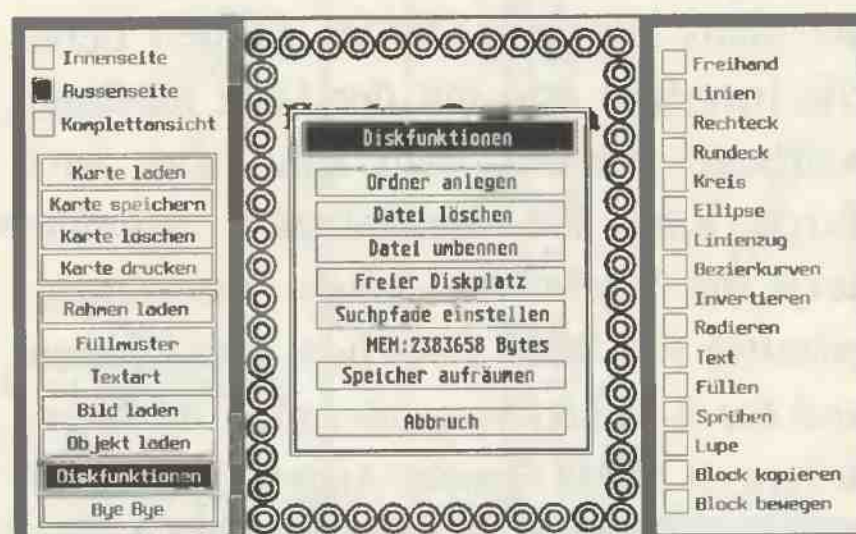 Innenseite
Aussenseite
Komplettansicht
Karte laden
Karte speichern
Karte löschen
Karte drucken
Rahmen laden
Füllmuster
Textart
Bild laden
Objekt laden
Diskfunktionen
Bye Bye
Diskfunktionen
Ordner anlegen
Datei löschen
Datei umbennen
Freier Diskplatz
Suchpfade einstellen
MEM:2383658 Bytes
Speicher aufräumen
Abbruch
Freihand
Linien
Rechteck
Rundeck
Kreis
Ellipse
Linienzug
Bezierkurven
Invertieren
Radieren
Text
Füllen
Sprühen
Lupe
Block kopieren
Block bewegen